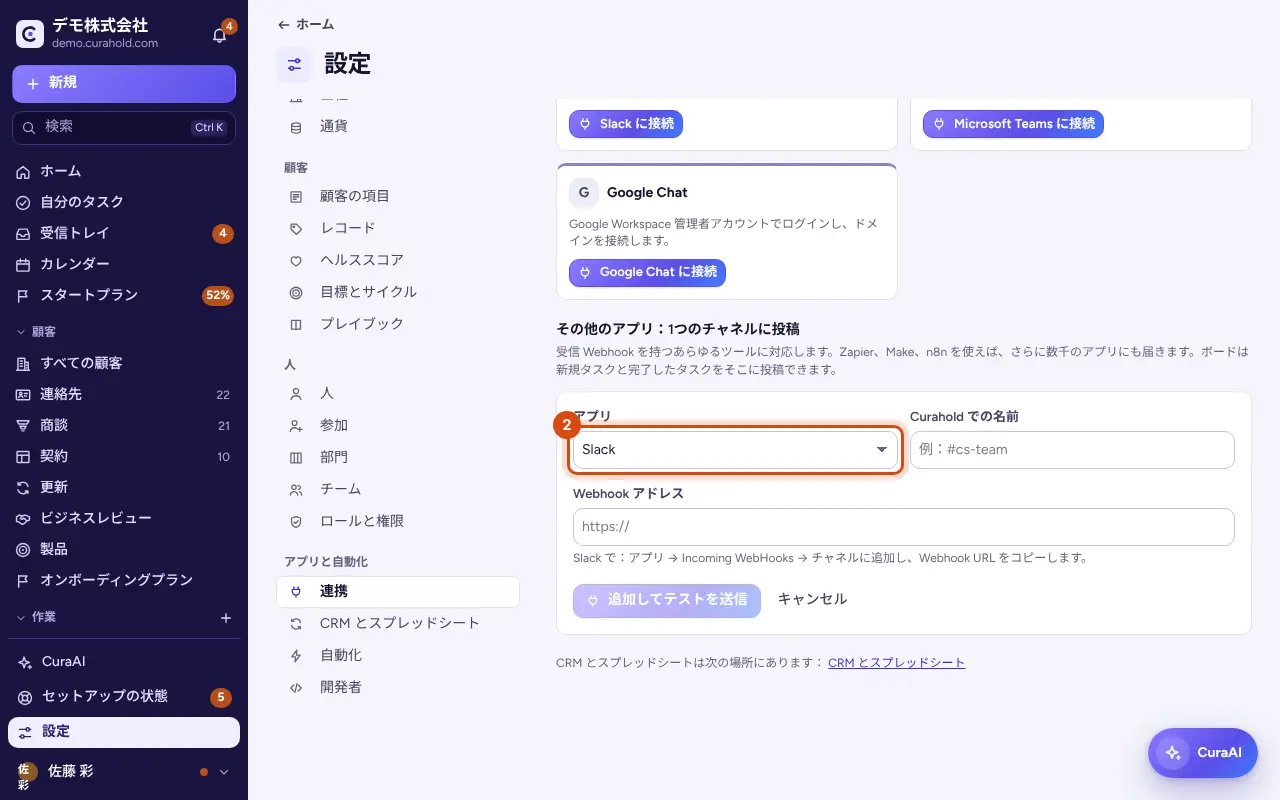 デモ株式会社
demo.curahold.com
4
新規
検索
Ctrl K
ホーム
自分のタスク
受信トレイ
4
カレンダー
スタートプラン
52%
顧客
すべての顧客
連絡先
22
商談
21
契約
10
更新
ビジネスレビュー
製品
オンボーディングプラン
作業
CuraAI
セットアップの状態
5
設定
佐
彩
佐藤 彩
← ホーム
設定
通貨
顧客
顧客の項目
レコード
ヘルススコア
目標とサイクル
プレイブック
人
人
参加
部門
チーム
ロールと権限
アプリと自動化
連携
CRM とスプレッドシート
自動化
開発者
Slack に接続
Microsoft Teams に接続
G
Google Chat
Google Workspace 管理者アカウントでログインし、ドメ
インを接続します。
Google Chat に接続
その他のアプリ：1つのチャネルに投稿
受信 Webhook を持つあらゆるツールに対応します。Zapier、Make、n8n を使えば、さらに数千のアプリにも届きます。ボードは
新規タスクと完了したタスクをそこに投稿できます。
2
アプリ
Curahold での名前
Slack
例：#cs-team
Webhook アドレス
https://
Slack で：アプリ → Incoming WebHooks → チャネルに追加し、Webhook URL をコピーします。
追加してテストを送信
キャンセル
CRM とスプレッドシートは次の場所にあります： CRM とスプレッドシート
CuraAI